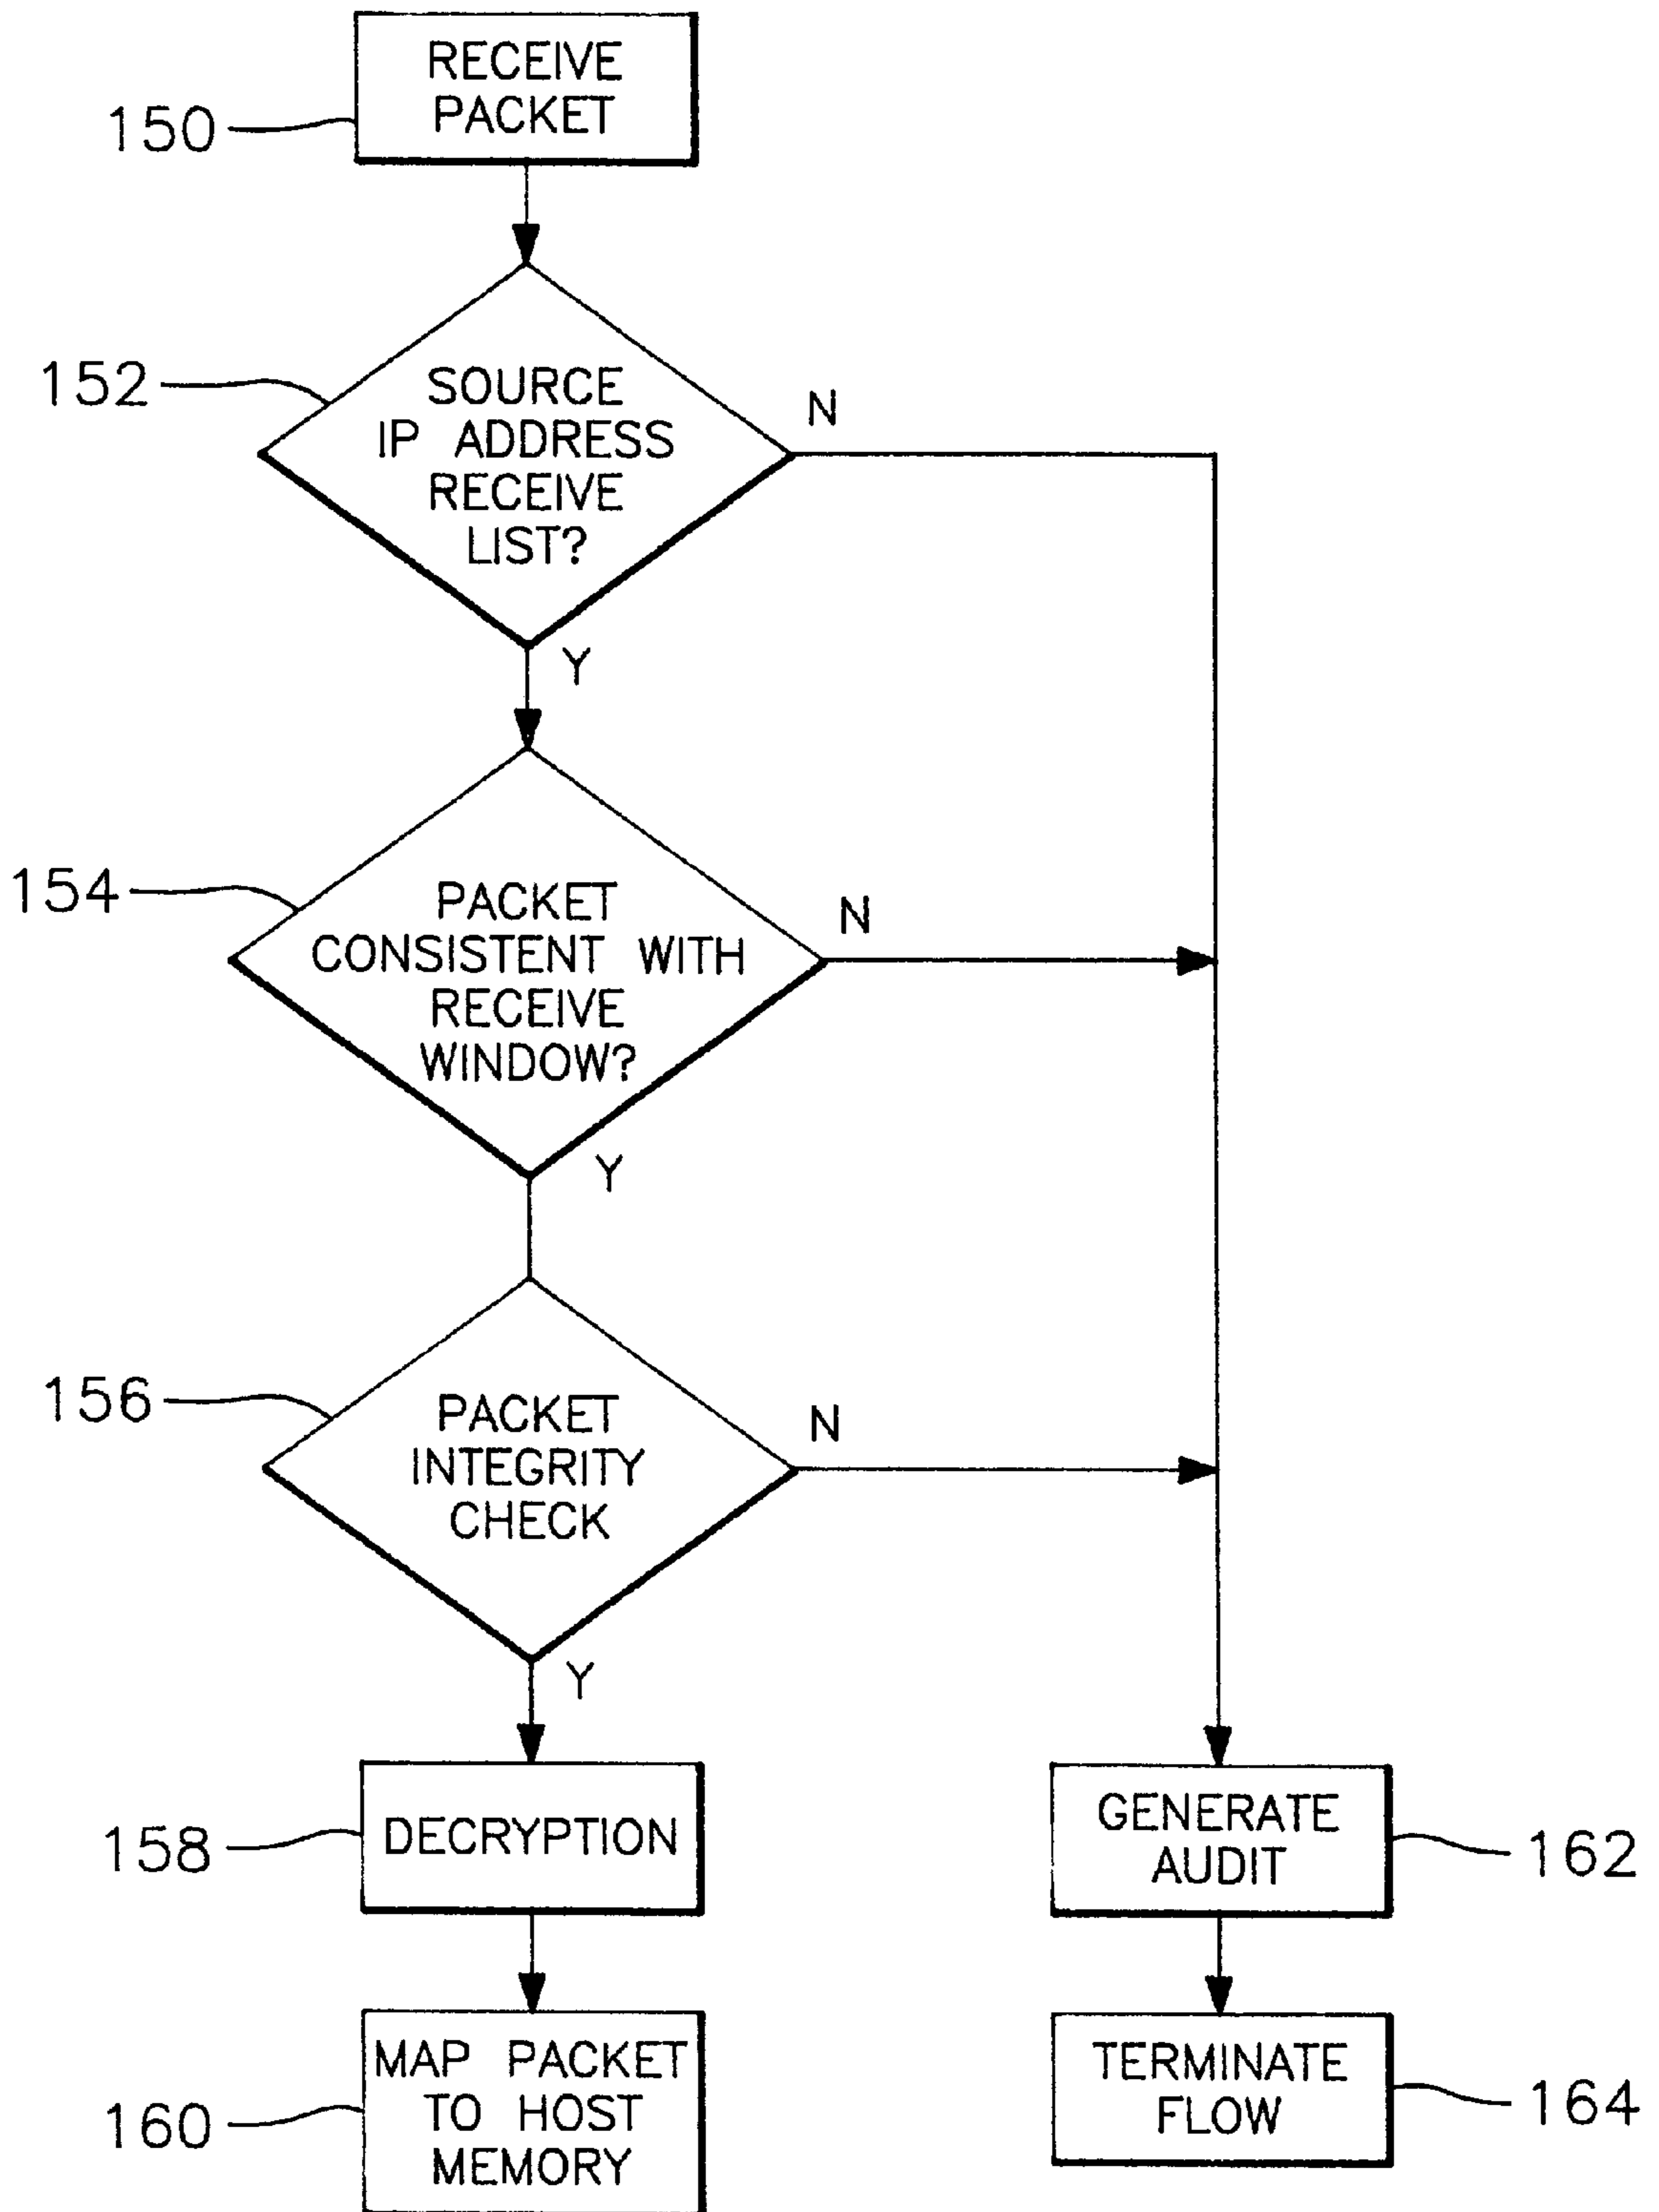 RECEIVE
PACKET
150
152
SOURCE
IP ADDRESS
RECEIVE
LIST?
N
Y
154
PACKET
CONSISTENT WITH
RECEIVE
WINDOW?
N
Y
156
PACKET
INTEGRITY
CHECK
N
Y
158
DECRYPTION
GENERATE
AUDIT
162
160
MAP PACKET
TO HOST
MEMORY
TERMINATE
FLOW
164